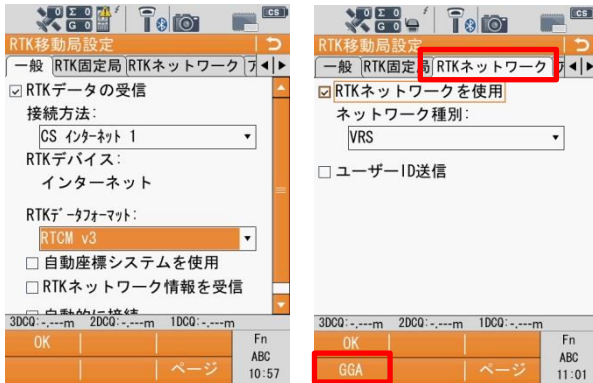 CS
Σ 0
G 0
RTK移動局設定
一般 RTK固定局 RTKネットワーク
RTKデータの受信
接続方法:
CS インターネット 1
RTKデバイス:
インターネット
RTKデータフォーマット:
RTCM v3
自動座標システムを使用
RTKネットワーク情報を受信
自動的に接続
3DCQ:-.---m 2DCQ:-.---m 1DCQ:-.---m
OK Fn
ABC
ページ 10:57
CS
Σ 0
G 0
RTK移動局設定
一般 RTK固定局 RTKネットワーク
RTKネットワークを使用
ネットワーク種別:
VRS
ユーザーID送信
3DCQ:-.---m 2DCQ:-.---m 1DCQ:-.---m
OK Fn
ABC
GGA ページ 11:01